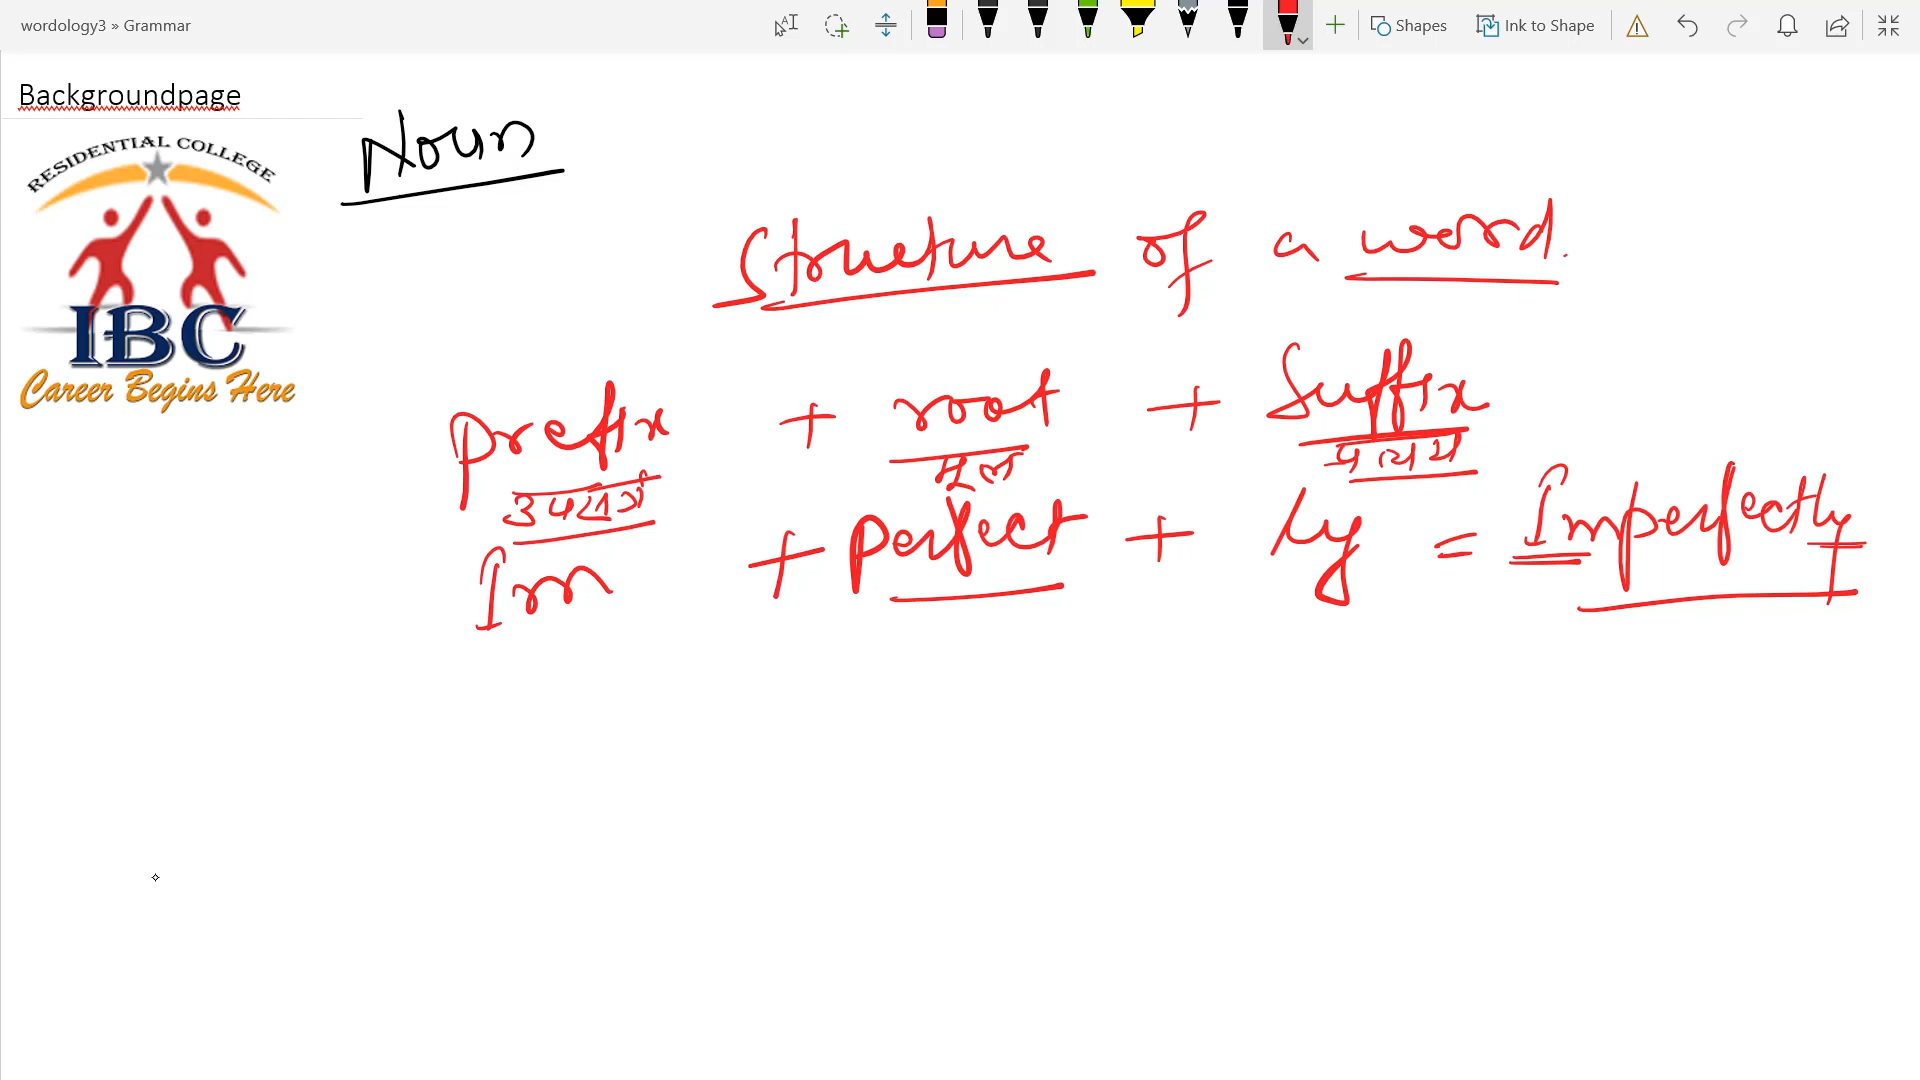 wordology3 » Grammar
Shapes
Ink to Shape
Backgroundpage
RESIDENTIAL COLLEGE
IBC
Career Begins Here
Noun
Structure of a word.
Prefix + root + Suffix
उपसर्ग मूल प्रत्यय
Im + Perfect + ly = Imperfectly